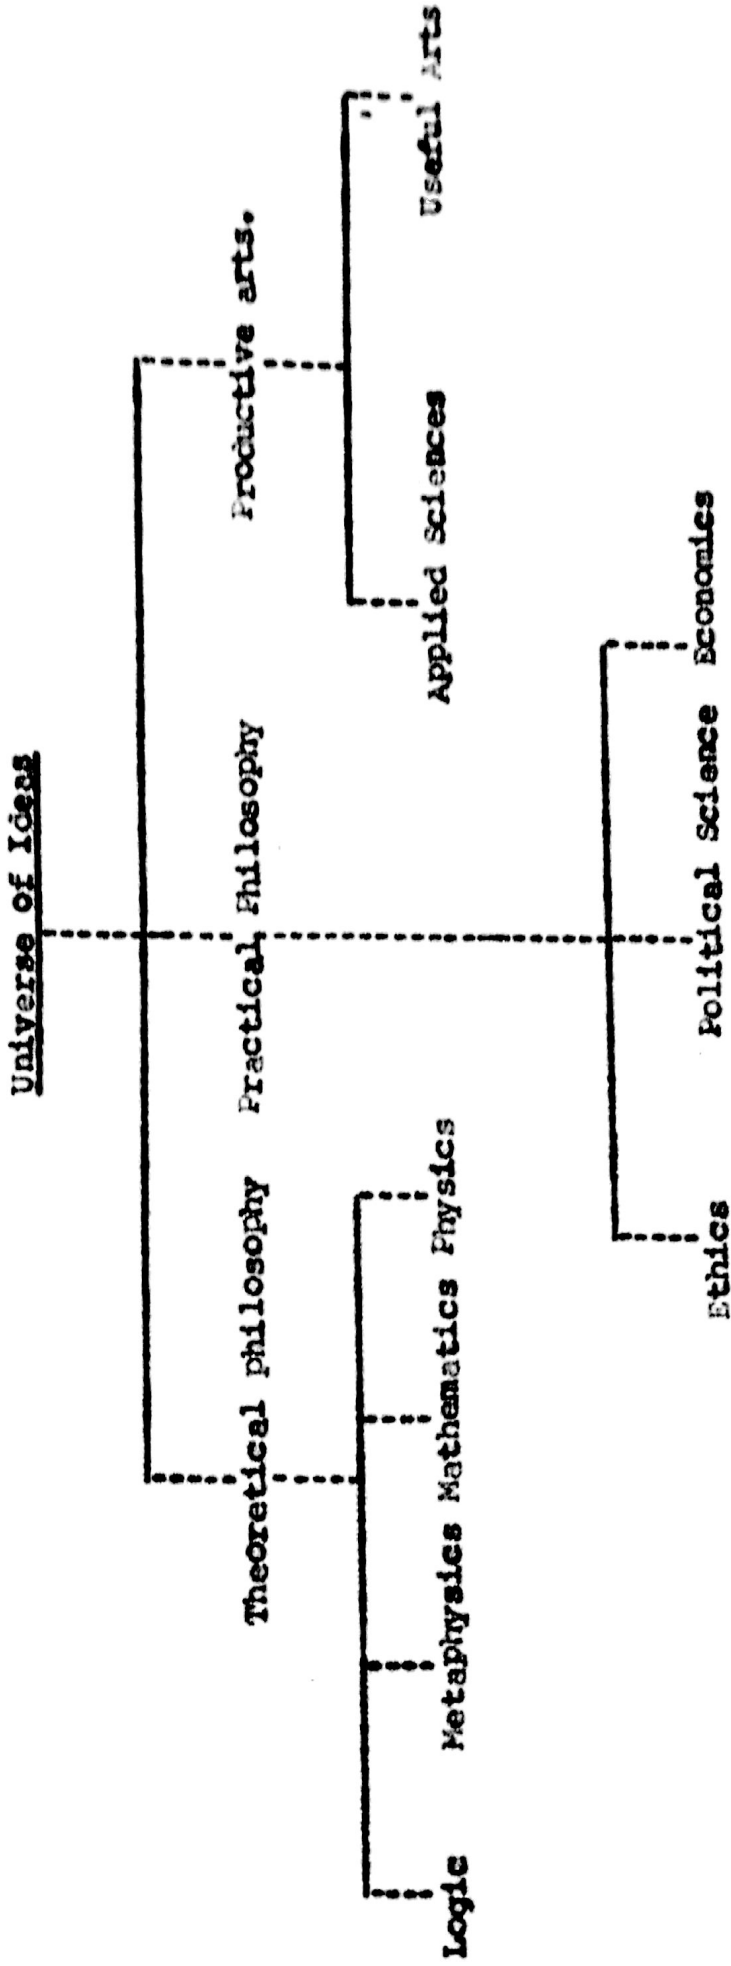 Universe of Ideas
Theoretical philosophy Practical Philosophy Productive arts.
Logic Metaphysics Mathematics Physics Applied Sciences Useful Arts
Ethics Political Science Economics